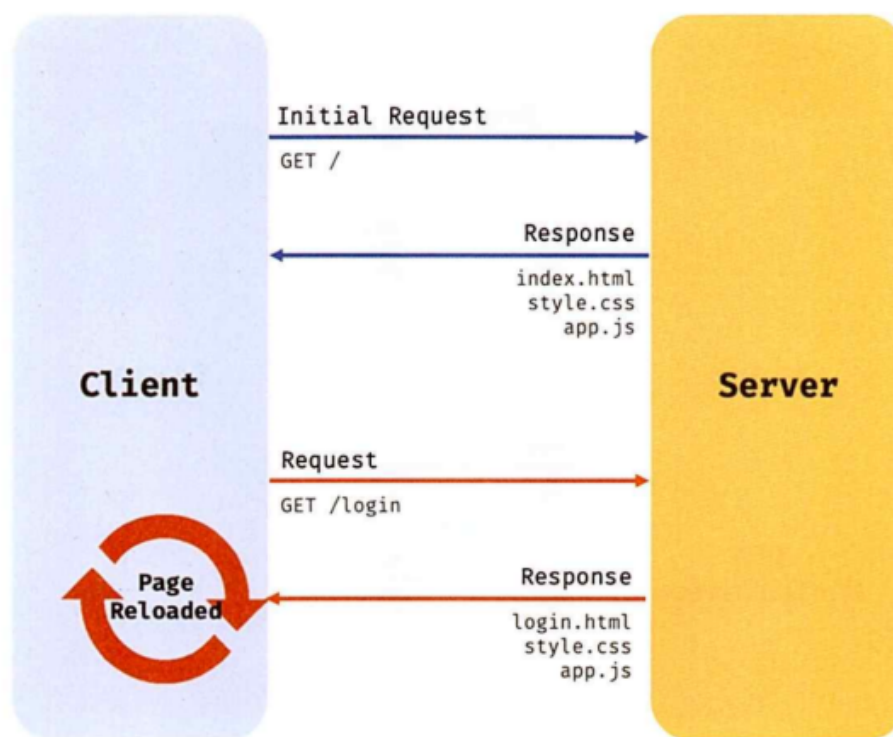 Initial Request
GET /
Response
index.html
style.css
app.js
Client
Server
Request
GET /login
Page
Reloaded
Response
login.html
style.css
app.js